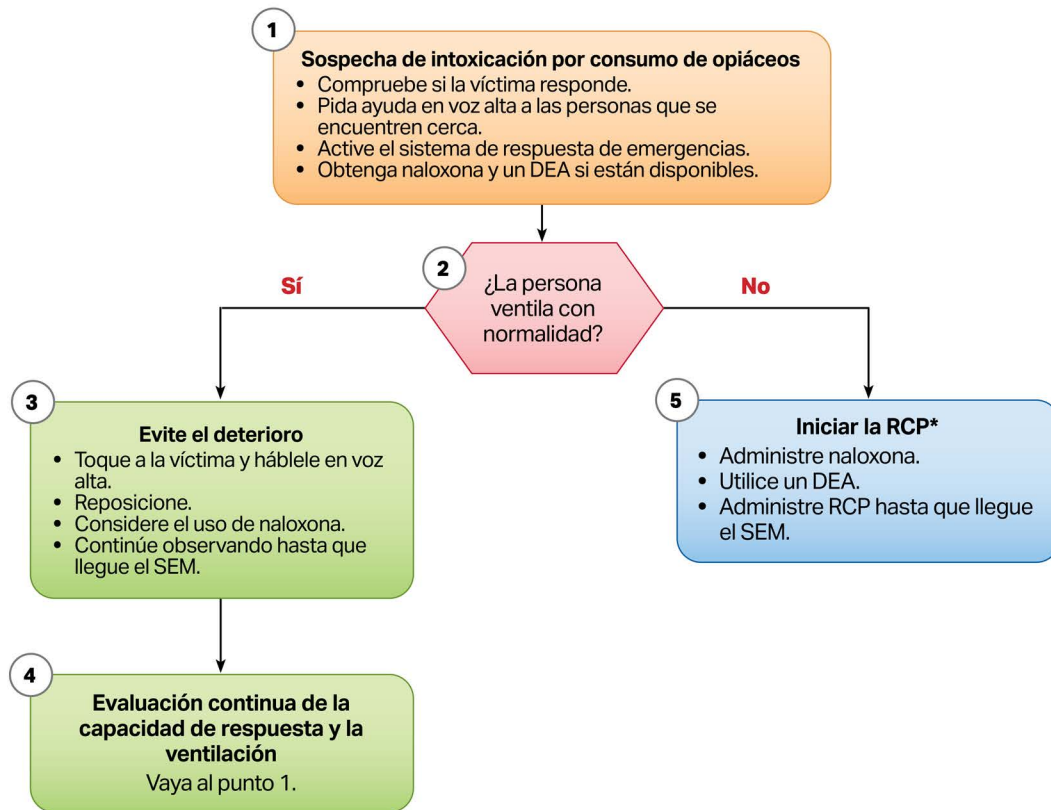 1
Sospecha de intoxicación por consumo de opiáceos
• Compruebe si la víctima responde.
• Pida ayuda en voz alta a las personas que se
encuentren cerca.
• Active el sistema de respuesta de emergencias.
• Obtenga naloxona y un DEA si están disponibles.
2
¿La persona
ventila con
normalidad?
Sí
No
3
Evite el deterioro
• Toque a la víctima y háblele en voz
alta.
• Reposicione.
• Considere el uso de naloxona.
• Continúe observando hasta que
llegue el SEM.
5
Iniciar la RCP*
• Administre naloxona.
• Utilice un DEA.
• Administre RCP hasta que llegue
el SEM.
4
Evaluación continua de la
capacidad de respuesta y la
ventilación
Vaya al punto 1.